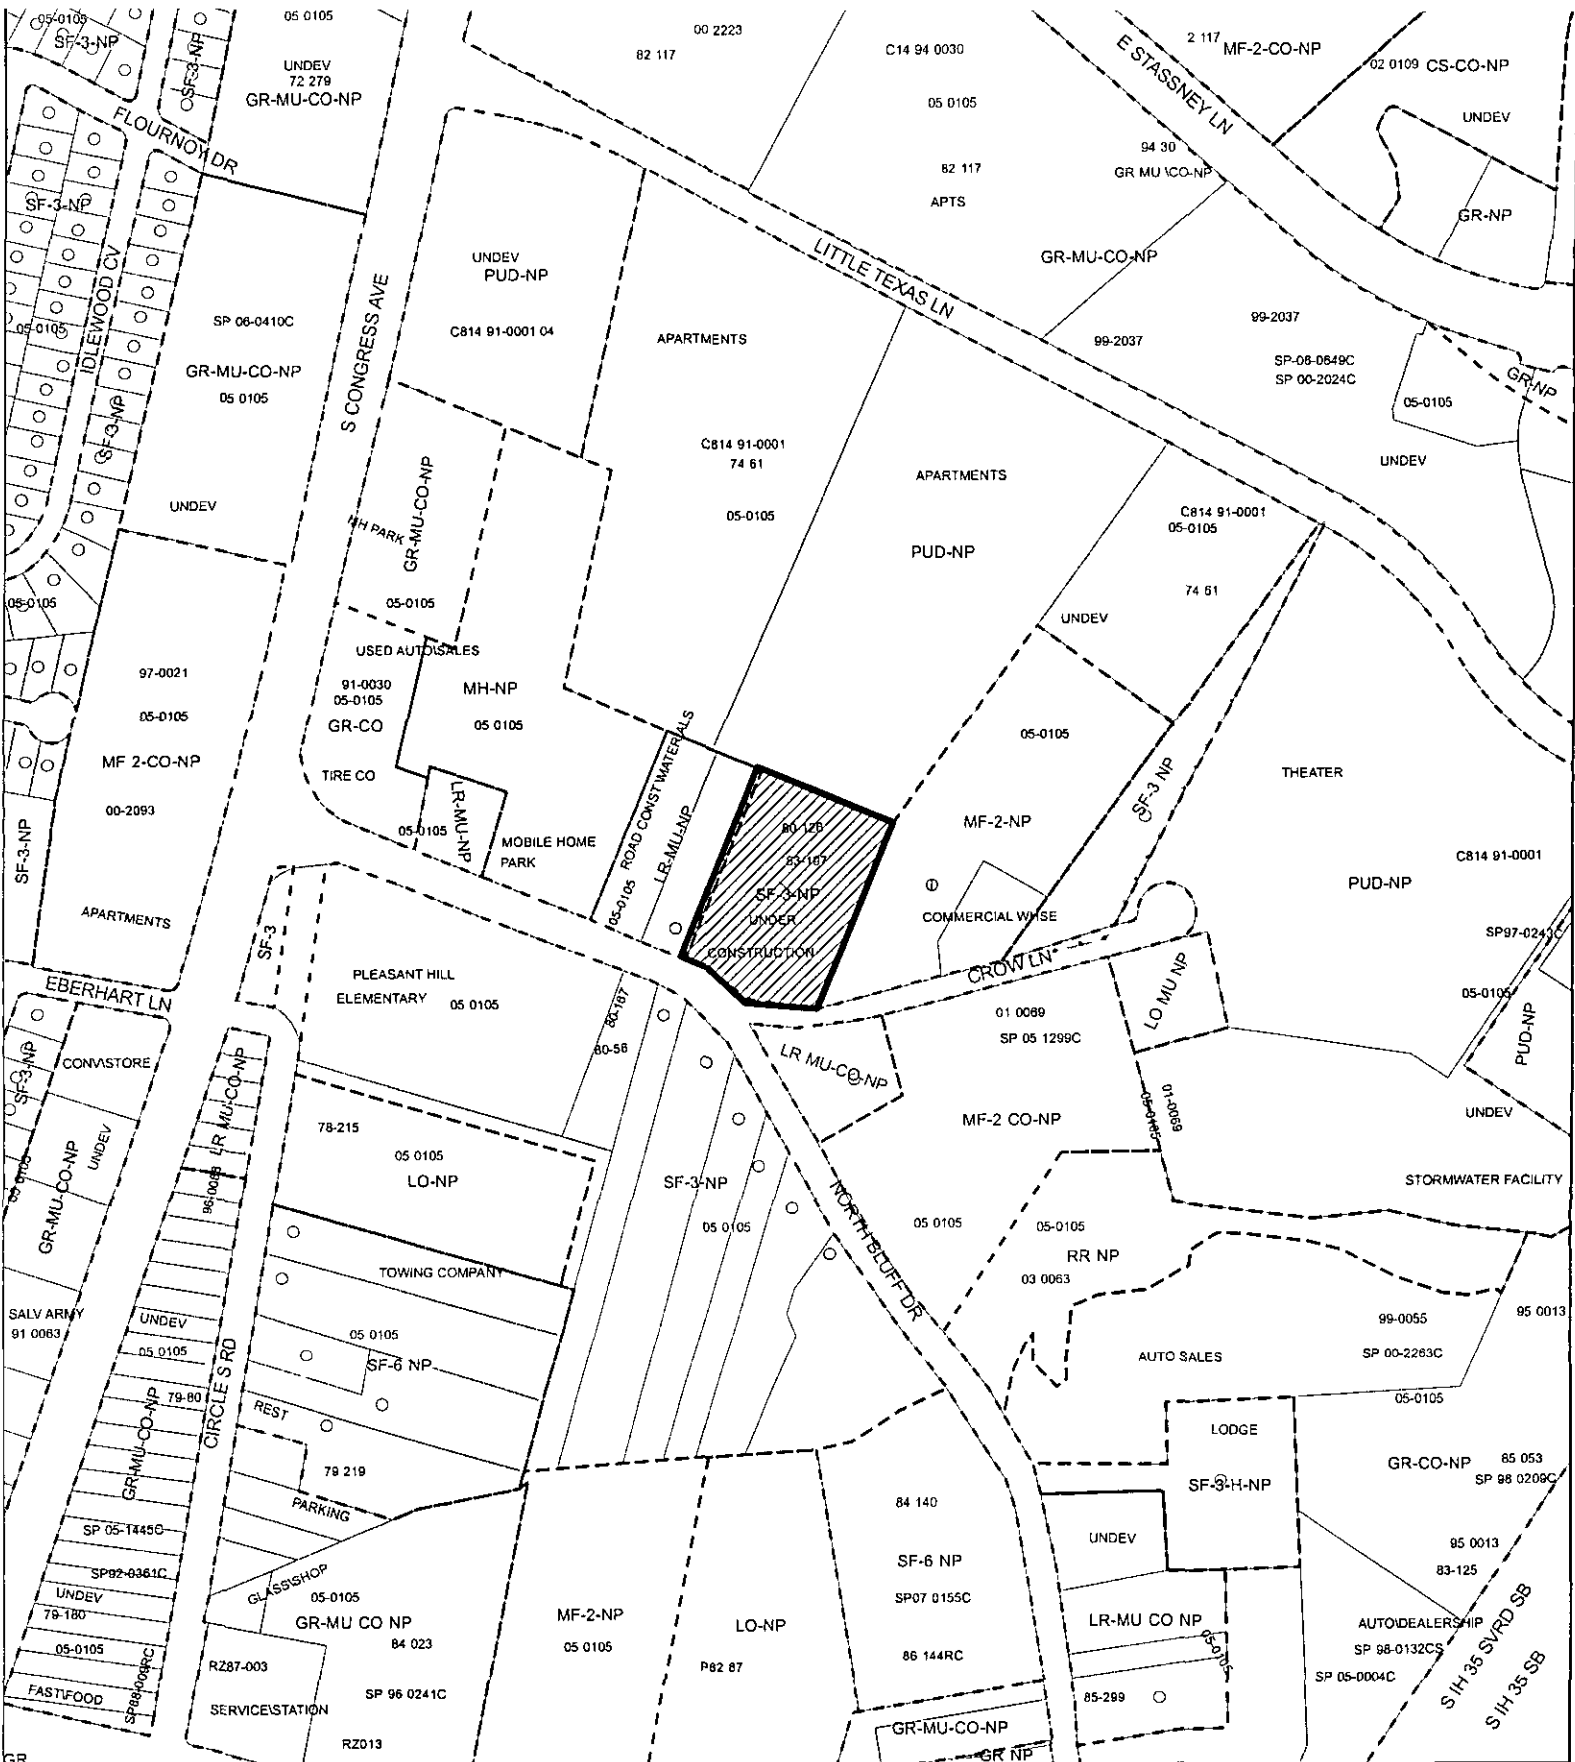 05-0105
SF-3-NP
SF-3-NP
05 0105
UNDEV
72 279
GR-MU-CO-NP
00 2223
82 117
C14 94 0030
05 0105
82 117
APTS
E STASSNEY LN
2 117
MF-2-CO-NP
02 0109 CS-CO-NP
UNDEV
94 30
GR MU \CO-NP
GR-NP
GR-MU-CO-NP
FLOURNOY DR
SF-3-NP
IDLEWOOD CV
05-0105
SF-3-NP
05-0105
SP 06-0410C
GR-MU-CO-NP
05 0105
UNDEV
S CONGRESS AVE
UNDEV
PUD-NP
C814 91-0001 04
LITTLE TEXAS LN
APARTMENTS
C814 91-0001
74 61
05-0105
APARTMENTS
PUD-NP
99-2037
99-2037
SP-06-0649C
SP 00-2024C
05-0105
GR-NP
UNDEV
C814 91-0001
05-0105
74 61
UNDEV
MH PARK
GR-MU-CO-NP
05-0105
USED AUTO\SALES
91-0030
05-0105
GR-CO
TIRE CO
MH-NP
05 0105
05-0105
LR-MU-NP
MOBILE HOME
PARK
05-0105 ROAD CONST\MATERIALS
LR-MU-NP
97-0021
05-0105
MF 2-CO-NP
00-2093
APARTMENTS
SF-3-NP
80-126
83-187
SF-3-NP
UNDER
CONSTRUCTION
05-0105
MF-2-NP
SF-3 NP
COMMERCIAL WHSE
THEATER
C814 91-0001
PUD-NP
SP97-0243C
05-0105
PUD-NP
UNDEV
STORMWATER FACILITY
CROW LN
LO MU NP
01 0069
SP 05 1299C
LR MU-CO-NP
MF-2 CO-NP
01-0069
05-0105
EBERHART LN
SF-3
PLEASANT HILL
ELEMENTARY
05 0105
80-187
80-56
SF-3-NP
CONV\STORE
UNDEV
GR-MU-CO-NP
05 0105
LR MU-CO-NP
96-0088
78-215
05 0105
LO-NP
SF-3-NP
05 0105
NORTH BLUFF DR
05 0105
05-0105
RR NP
03 0063
TOWING COMPANY
SALV ARMY
91 0063
UNDEV
05 0105
79-80
GR-MU-CO-NP
CIRCLE S RD
05 0105
SF-6 NP
REST
79 219
PARKING
AUTO SALES
99-0055
SP 00-2263C
95 0013
05-0105
LODGE
SF-3-H-NP
GR-CO-NP
85 053
SP 98 0209C
SP 05-1445C
SP92-0361C
UNDEV
79-180
05-0105
FAST\FOOD
SP88-009RC
GLASS\SHOP
05-0105
GR-MU CO NP
84 023
RZ87-003
SP 96 0241C
SERVICE\STATION
RZ013
MF-2-NP
05 0105
LO-NP
P82 87
84 140
SF-6 NP
SP07 0155C
86 144RC
UNDEV
LR-MU CO NP
05-0105
85-299
95 0013
83-125
AUTO\DEALERSHIP
SP 98-0132CS
SP 05-0004C
S IH 35 SVRD SB
S IH 35 SB
GR-MU-CO-NP
GR NP
GR